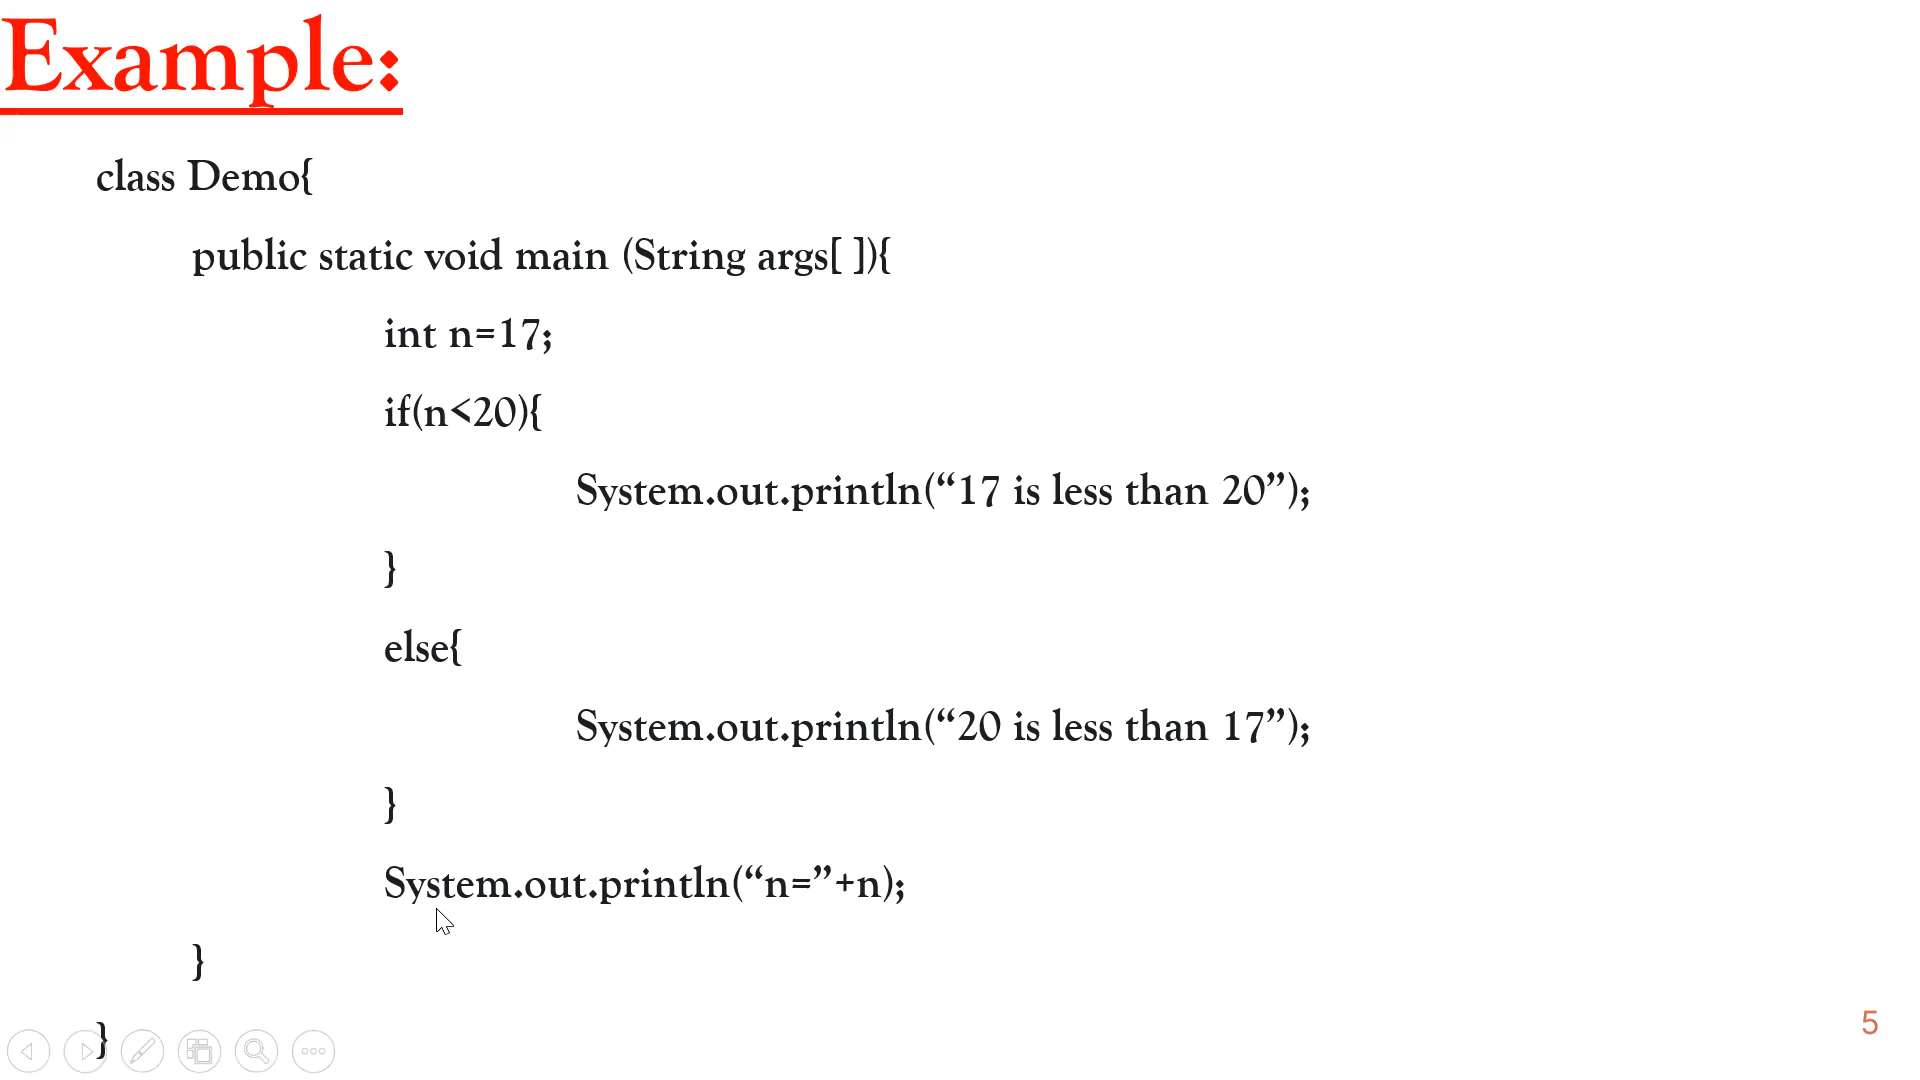 Example:
class Demo{
public static void main (String args[ ]){
int n=17;
if(n<20){
System.out.println(“17 is less than 20”);
}
else{
System.out.println(“20 is less than 17”);
}
System.out.println(“n=”+n);
}
}
5